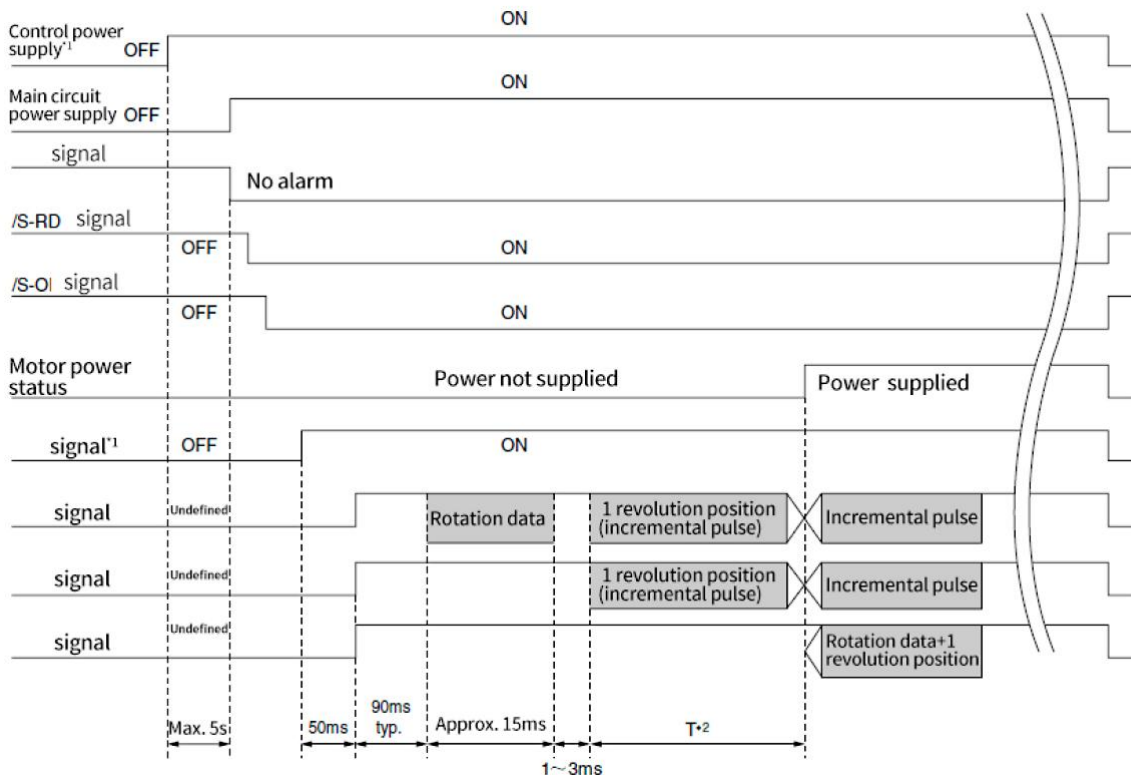 ON
Control power
supply*1 OFF
Main circuit
power supply OFF
ON
signal
No alarm
/S-RD signal
OFF
ON
/S-OI signal
OFF
ON
Motor power
status
Power not supplied
Power supplied
signal*1
OFF
ON
signal
Undefined
Rotation data
1 revolution position
(incremental pulse)
Incremental pulse
signal
Undefined
1 revolution position
(incremental pulse)
Incremental pulse
signal
Undefined
Rotation data+1
revolution position
Max. 5s
50ms
90ms
typ.
Approx. 15ms
T*2
1～3ms